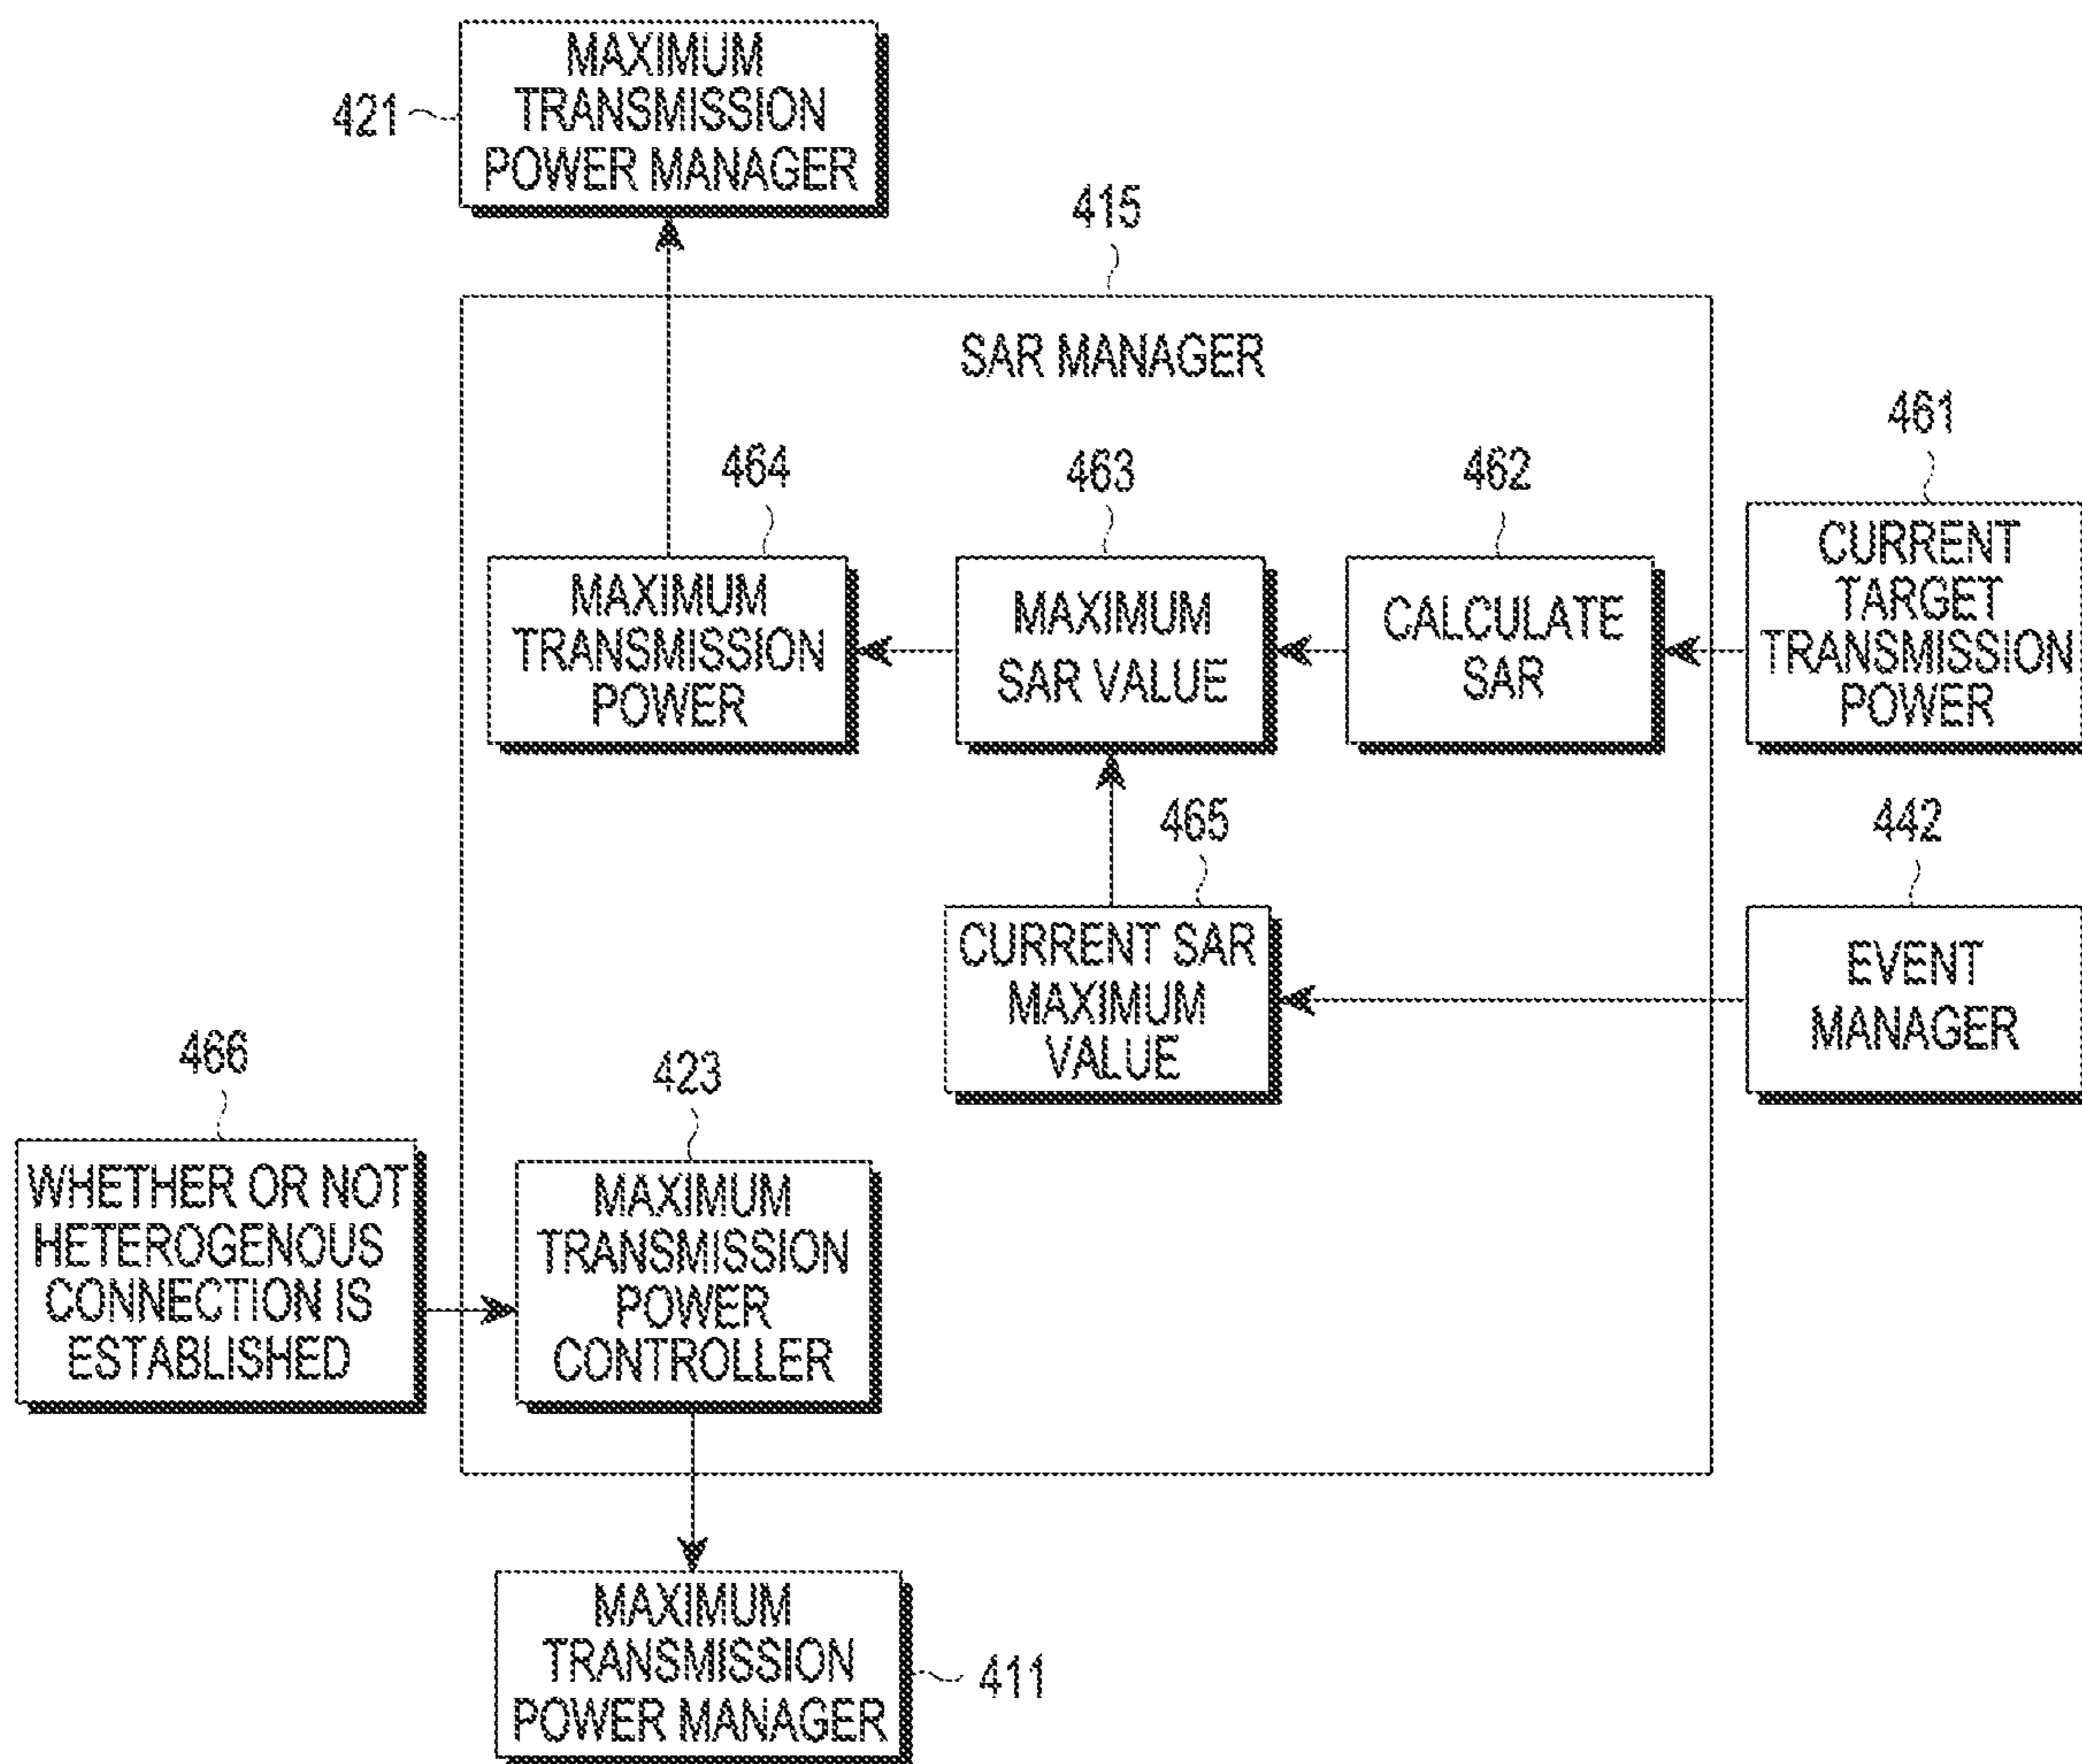 MAXIMUM
TRANSMISSION
POWER MANAGER
421
415
SAR MANAGER
464
MAXIMUM
TRANSMISSION
POWER
463
MAXIMUM
SAR VALUE
462
CALCULATE
SAR
461
CURRENT
TARGET
TRANSMISSION
POWER
465
CURRENT SAR
MAXIMUM
VALUE
442
EVENT
MANAGER
466
WHETHER OR NOT
HETEROGENOUS
CONNECTION IS
ESTABLISHED
423
MAXIMUM
TRANSMISSION
POWER
CONTROLLER
MAXIMUM
TRANSMISSION
POWER MANAGER
411